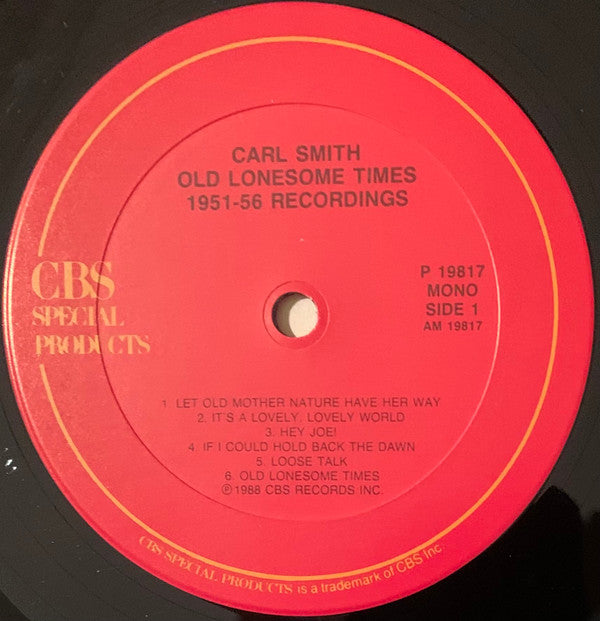 CARL SMITH
OLD LONESOME TIMES
1951-56 RECORDINGS
CBS
SPECIAL
PRODUCTS
P 19817
MONO
SIDE 1
AM 19817
1. LET OLD MOTHER NATURE HAVE HER WAY
2. IT'S A LOVELY, LOVELY WORLD
3. HEY JOE!
4. IF I COULD HOLD BACK THE DAWN
5. LOOSE TALK
6. OLD LONESOME TIMES
℗1988 CBS RECORDS INC.
CBS SPECIAL PRODUCTS is a trademark of CBS Inc.